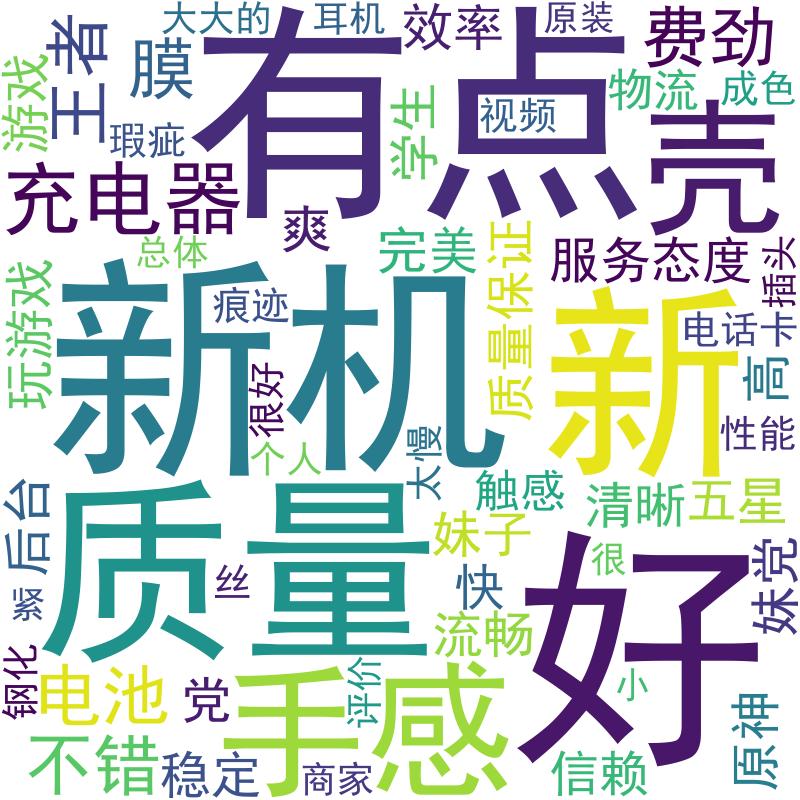 大大的
耳机
效率
原装
费劲
有点
王者
膜
游戏
瑕疵
学生
视频
物流
成色
壳
充电器
爽
总体
完美
质量保证
服务态度
插头
玩游戏
新机
痕迹
新
电话卡
高
很好
性能
个人
太慢
后台
质量
触感
清晰
五星
妹子
好
很
妹党
紧
丝
快
流畅
钢化
电池
党
手感
评价
小
原神
不错
稳定
商家
信赖